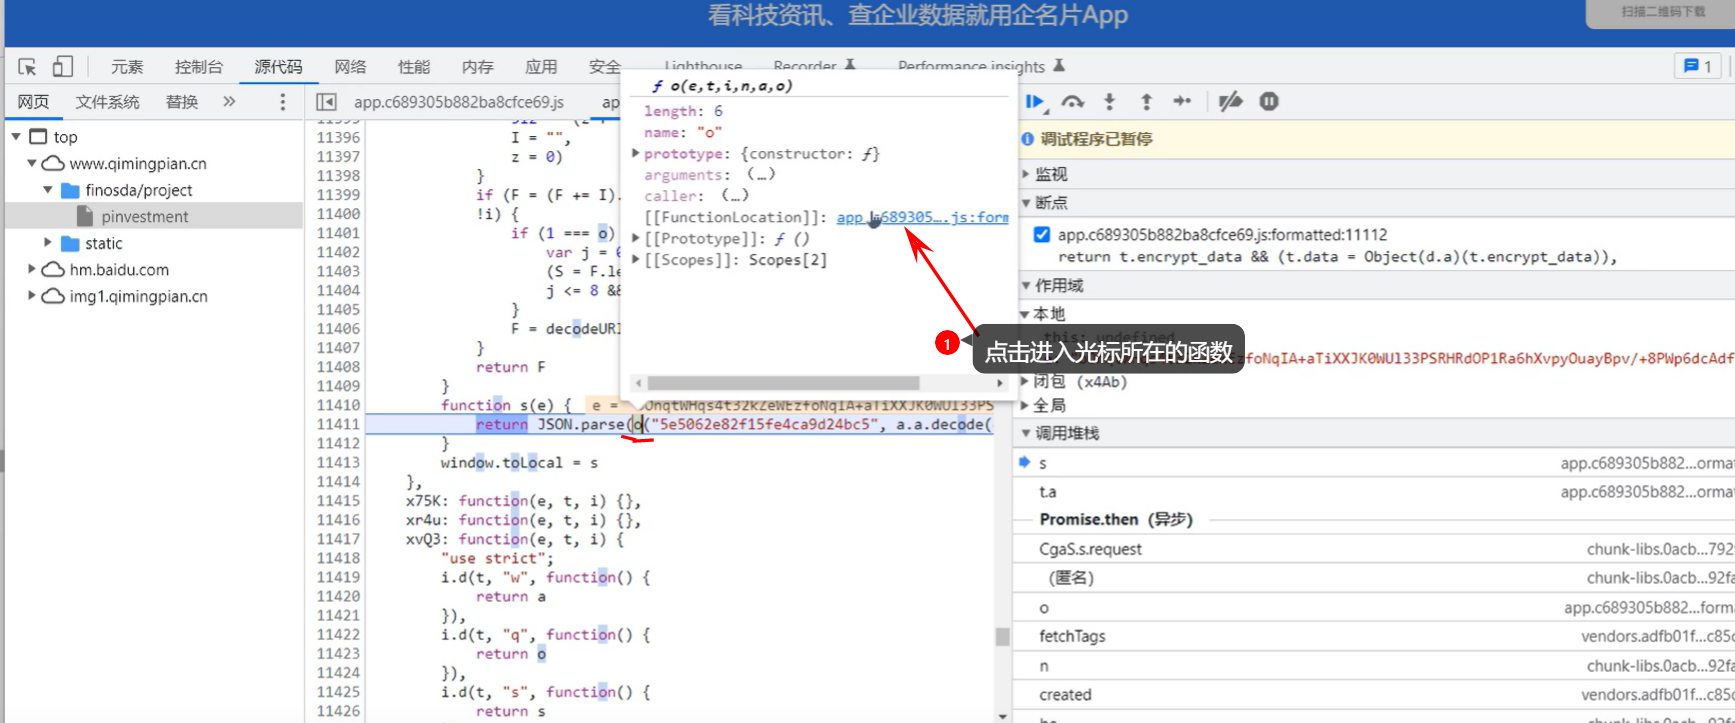 看科技资讯、查企业数据就用企名片App
扫描二维码下载
元素 控制台 源代码 网络 性能 内存 应用 安全 Lighthouse Recorder Performance insights 1
网页 文件系统 替换 » app.c689305b882ba8cfce69.js ap
top
www.qimingpian.cn
finosda/project
pinvestment
static
hm.baidu.com
img1.qimingpian.cn
11396 I = "",
11397 z = 0)
11398 }
11399 if (F = (F += I).
11400 !i) {
11401 if (1 === o)
11402 var j = 0
11403 (S = F.le
11404 j <= 8 &&
11405 }
11406 F = decodeURI
11407 }
11408 return F
11409 }
11410 function s(e) { e =
11411 return JSON.parse(o("5e5062e82f15fe4ca9d24bc5", a.a.decode(
11412 }
11413 window.toLocal = s
11414 },
11415 x75K: function(e, t, i) {},
11416 xr4u: function(e, t, i) {},
11417 xvQ3: function(e, t, i) {
11418 "use strict";
11419 i.d(t, "w", function() {
11420 return a
11421 }),
11422 i.d(t, "q", function() {
11423 return o
11424 }),
11425 i.d(t, "s", function() {
11426 return s
ƒ o(e,t,i,n,a,o)
length: 6
name: "o"
prototype: {constructor: ƒ}
arguments: (…)
caller: (…)
[[FunctionLocation]]: app.c689305….js:form
[[Prototype]]: ƒ ()
[[Scopes]]: Scopes[2]
1
点击进入光标所在的函数
调试程序已暂停
监视
断点
app.c689305b882ba8cfce69.js:formatted:11112
return t.encrypt_data && (t.data = Object(d.a)(t.encrypt_data)),
作用域
本地
this: undefined
zfoNqIA+aTiXXJK0WUl33PSRHRdOP1Ra6hXvpyOuayBpv/+8PWp6dcAdf
闭包 (x4Ab)
全局
调用堆栈
s app.c689305b882…orma
t.a app.c689305b882…orma
Promise.then (异步)
CgaS.s.request chunk-libs.0acb…792
(匿名) chunk-libs.0acb…92fa
o app.c689305b882…form
fetchTags vendors.adfb01f…c85c
n chunk-libs.0acb…92fa
created vendors.adfb01f…c85c